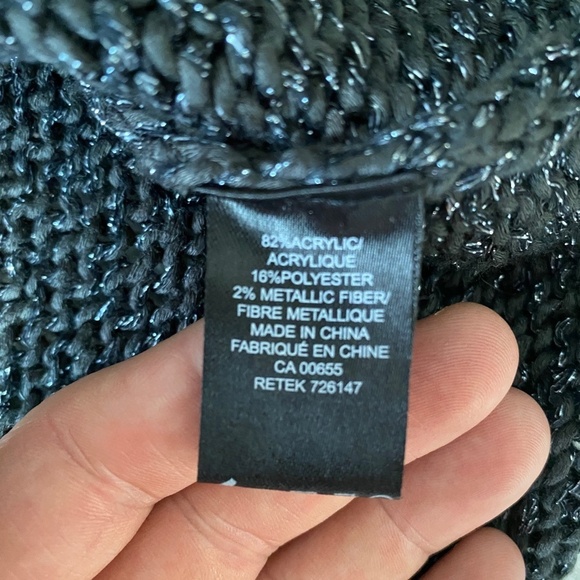 82%ACRYLIC/
ACRYLIQUE
16%POLYESTER
2% METALLIC FIBER/
FIBRE METALLIQUE
MADE IN CHINA
FABRIQUÉ EN CHINE
CA 00655
RETEK 726147